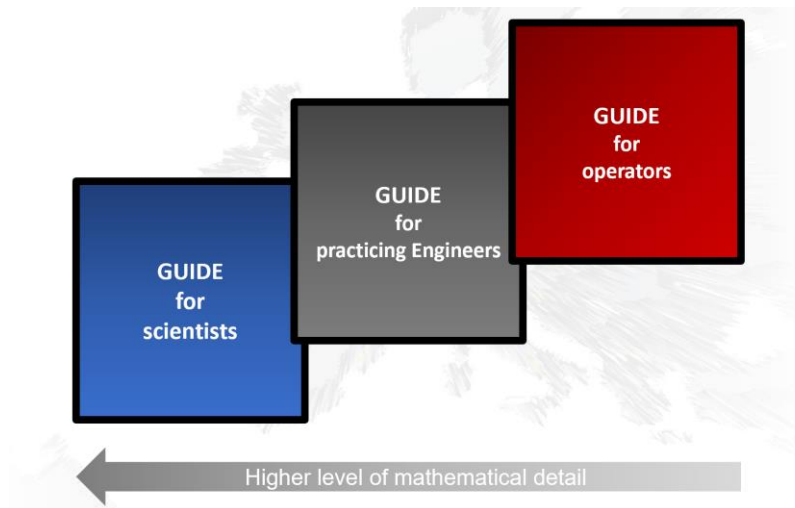 GUIDE
for
scientists
GUIDE
for
practicing Engineers
GUIDE
for
operators
Higher level of mathematical detail